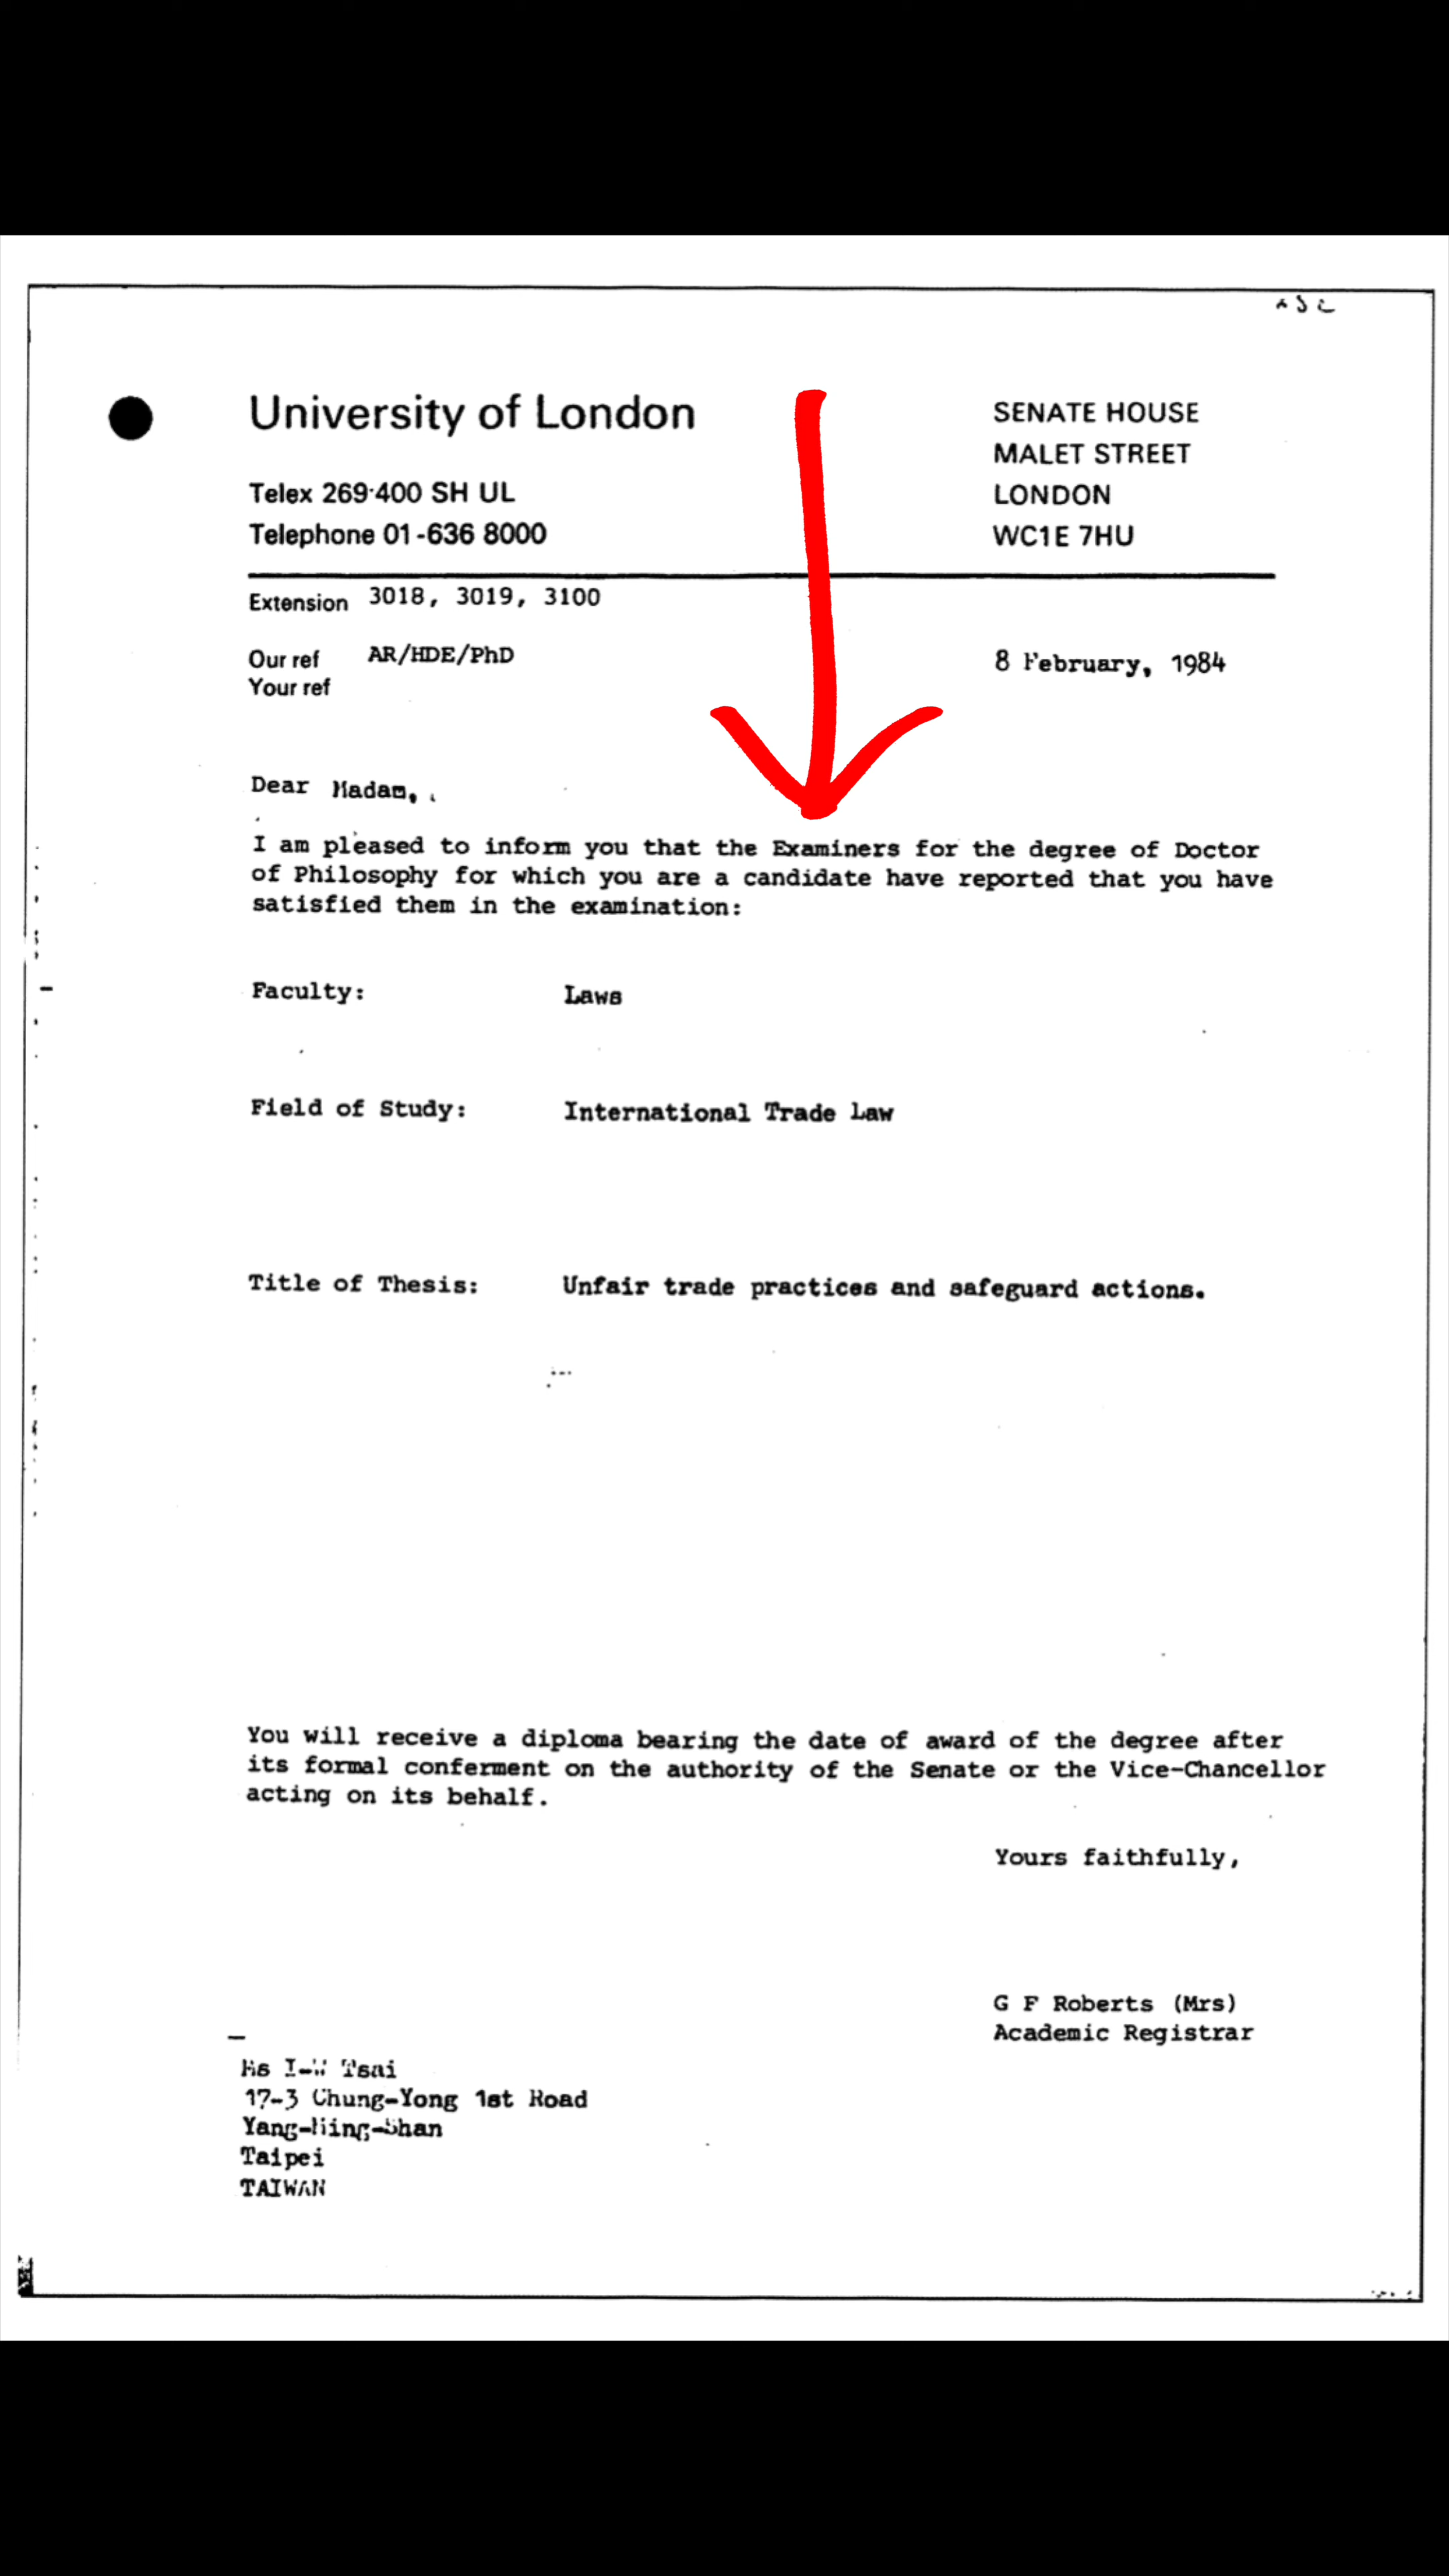 University of London
SENATE HOUSE
MALET STREET
LONDON
WC1E 7HU
Telex 269·400 SH UL
Telephone 01-636 8000
Extension 3018, 3019, 3100
Our ref AR/HDE/PhD
Your ref
8 February, 1984
Dear Madam,
I am pleased to inform you that the Examiners for the degree of Doctor
of Philosophy for which you are a candidate have reported that you have
satisfied them in the examination:
Faculty: Laws
Field of Study: International Trade Law
Title of Thesis: Unfair trade practices and safeguard actions.
You will receive a diploma bearing the date of award of the degree after
its formal conferment on the authority of the Senate or the Vice-Chancellor
acting on its behalf.
Yours faithfully,
G F Roberts (Mrs)
Academic Registrar
Ms I-W Tsai
17-3 Chung-Yong 1st Road
Yang-Ming-Shan
Taipei
TAIWAN